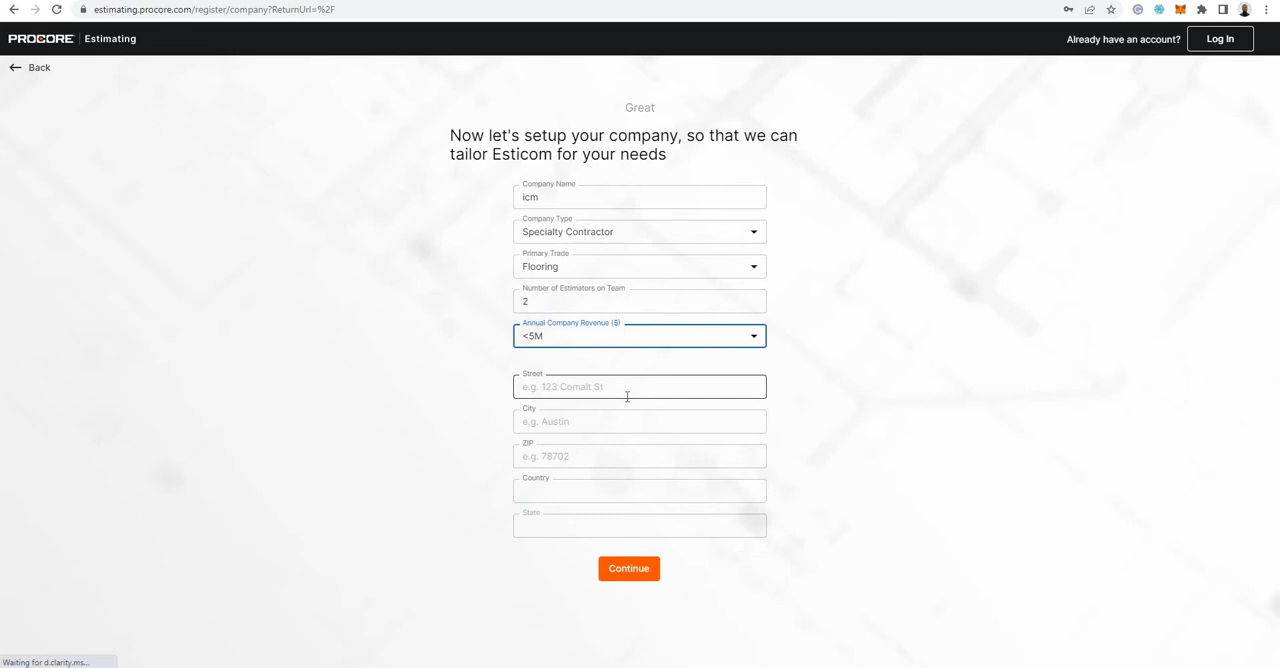 estimating.procore.com/register/company?ReturnUrl=%2F
PROCORE Estimating
Already have an account? Log In
Back
Great
Now let's setup your company, so that we can
tailor Esticom for your needs
Company Name
icm
Company Type
Specialty Contractor
Primary Trade
Flooring
Number of Estimators on Team
2
Annual Company Revenue ($)
<5M
Street
e.g. 123 Comalt St
City
e.g. Austin
ZIP
e.g. 78702
Country
State
Continue
Waiting for d.clarity.ms...